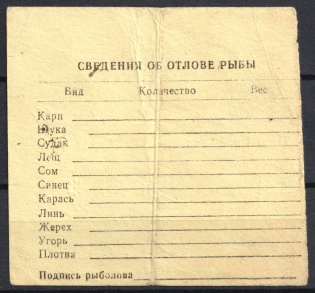 СВЕДЕНИЯ ОБ ОТЛОВЕ РЫБЫ
Вид Количество Вес
Карп
Щука
Судак
Лещ
Сом
Синец
Карась
Линь
Жерех
Угорь
Плотва
Подпись рыболова